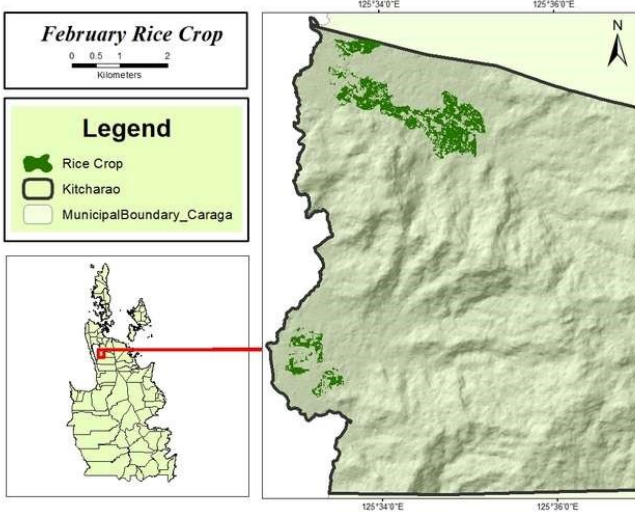 February Rice Crop
0 0.5 1 2
Kilometers
Legend
Rice Crop
Kitcharao
MunicipalBoundary_Caraga
125°34'0"E 125°36'0"E
N
125°34'0"E 125°36'0"E